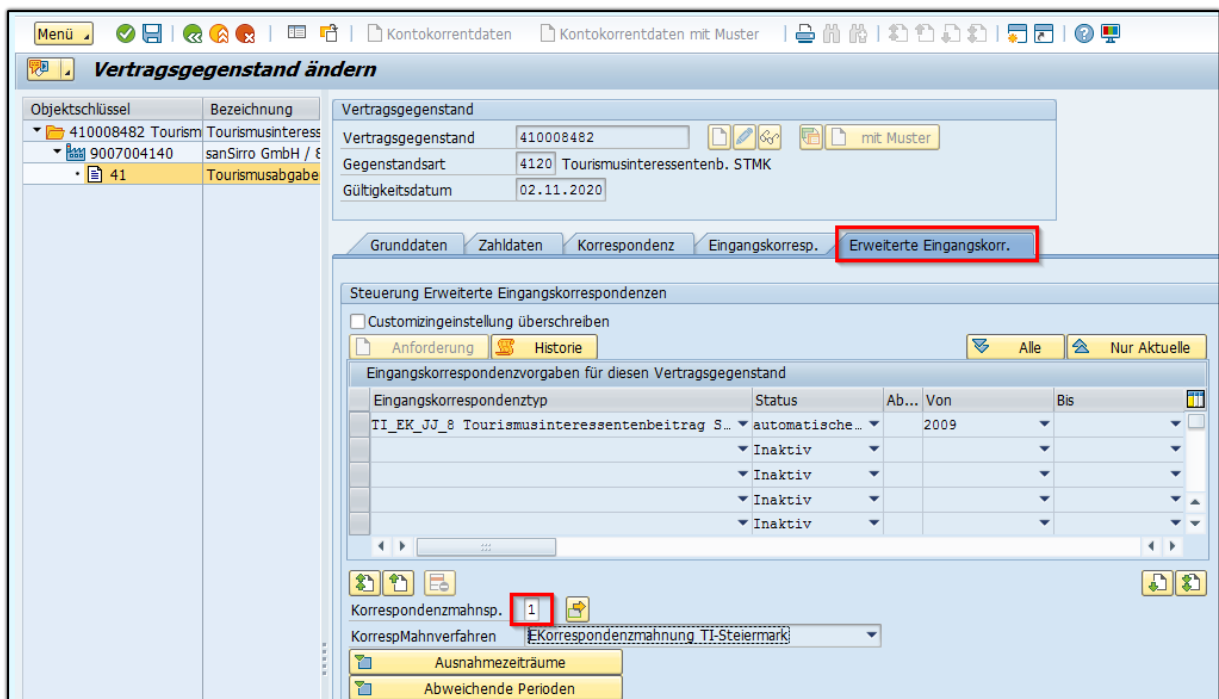 Menü Kontokorrentdaten Kontokorrentdaten mit Muster
Vertragsgegenstand ändern
Objektschlüssel Bezeichnung
410008482 Tourism Tourismusinteress
9007004140 sanSirro GmbH / 8
41 Tourismusabgabe
Vertragsgegenstand
Vertragsgegenstand 410008482 mit Muster
Gegenstandsart 4120 Tourismusinteressentenb. STMK
Gültigkeitsdatum 02.11.2020
Grunddaten Zahldaten Korrespondenz Eingangskorresp. Erweiterte Eingangskorr.
Steuerung Erweiterte Eingangskorrespondenzen
Customizingeinstellung überschreiben
Anforderung Historie Alle Nur Aktuelle
Eingangskorrespondenzvorgaben für diesen Vertragsgegenstand
Eingangskorrespondenztyp Status Ab... Von Bis
TI_EK_JJ_8 Tourismusinteressentenbeitrag S… automatische… 2009
Inaktiv
Inaktiv
Inaktiv
Inaktiv
Korrespondenzmahnsp. 1
KorrespMahnverfahren EKorrespondenzmahnung TI-Steiermark
Ausnahmezeiträume
Abweichende Perioden